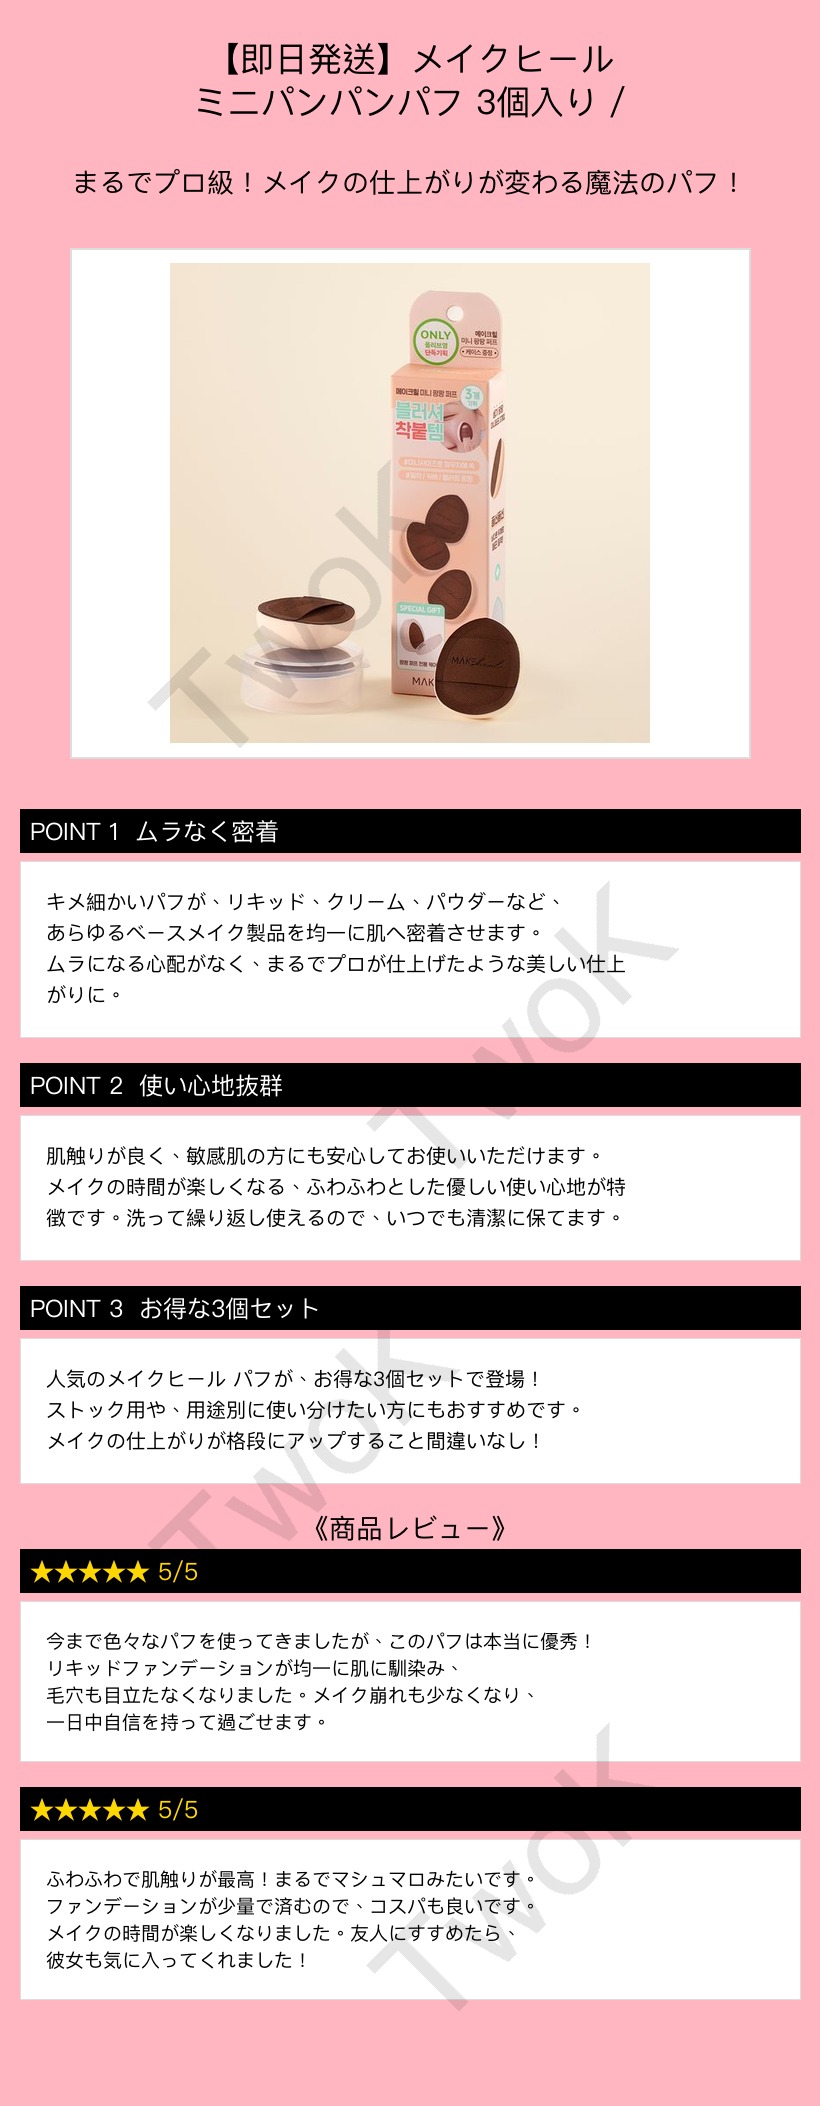 【即日発送】メイクヒール
ミニパンパンパフ 3個入り /
まるでプロ級！メイクの仕上がりが変わる魔法のパフ！
ONLY
올리브영
단독기획
메이크힐
미니 팡팡 퍼프
케이스 증정
메이크힐 미니 팡팡 퍼프
3개
블러셔
착붙템
SPECIAL GIFT
MAK
MAKEheal
TwoK
POINT 1 ムラなく密着
キメ細かいパフが、リキッド、クリーム、パウダーなど、
あらゆるベースメイク製品を均一に肌へ密着させます。
ムラになる心配がなく、まるでプロが仕上げたような美しい仕上
がりに。
TwoK
POINT 2 使い心地抜群
肌触りが良く、敏感肌の方にも安心してお使いいただけます。
メイクの時間が楽しくなる、ふわふわとした優しい使い心地が特
徴です。洗って繰り返し使えるので、いつでも清潔に保てます。
POINT 3 お得な3個セット
人気のメイクヒール パフが、お得な3個セットで登場！
ストック用や、用途別に使い分けたい方にもおすすめです。
メイクの仕上がりが格段にアップすること間違いなし！
TwoK
《商品レビュー》
★★★★★ 5/5
今まで色々なパフを使ってきましたが、このパフは本当に優秀！
リキッドファンデーションが均一に肌に馴染み、
毛穴も目立たなくなりました。メイク崩れも少なくなり、
一日中自信を持って過ごせます。
★★★★★ 5/5
ふわふわで肌触りが最高！まるでマシュマロみたいです。
ファンデーションが少量で済むので、コスパも良いです。
メイクの時間が楽しくなりました。友人にすすめたら、
彼女も気に入ってくれました！
TwoK